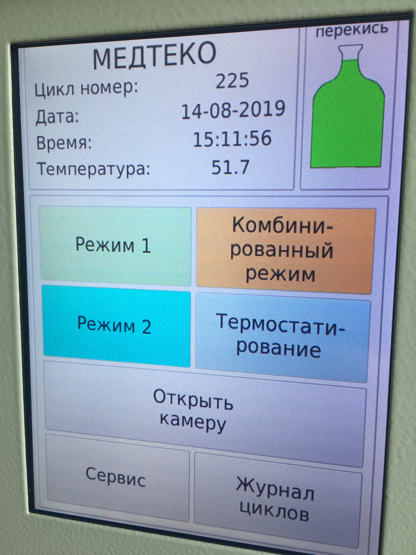 перекись
МЕДТЕКО
Цикл номер: 225
Дата: 14-08-2019
Время: 15:11:56
Температура: 51.7
Режим 1
Комбини-
рованный
режим
Режим 2
Термостати-
рование
Открыть
камеру
Сервис
Журнал
циклов